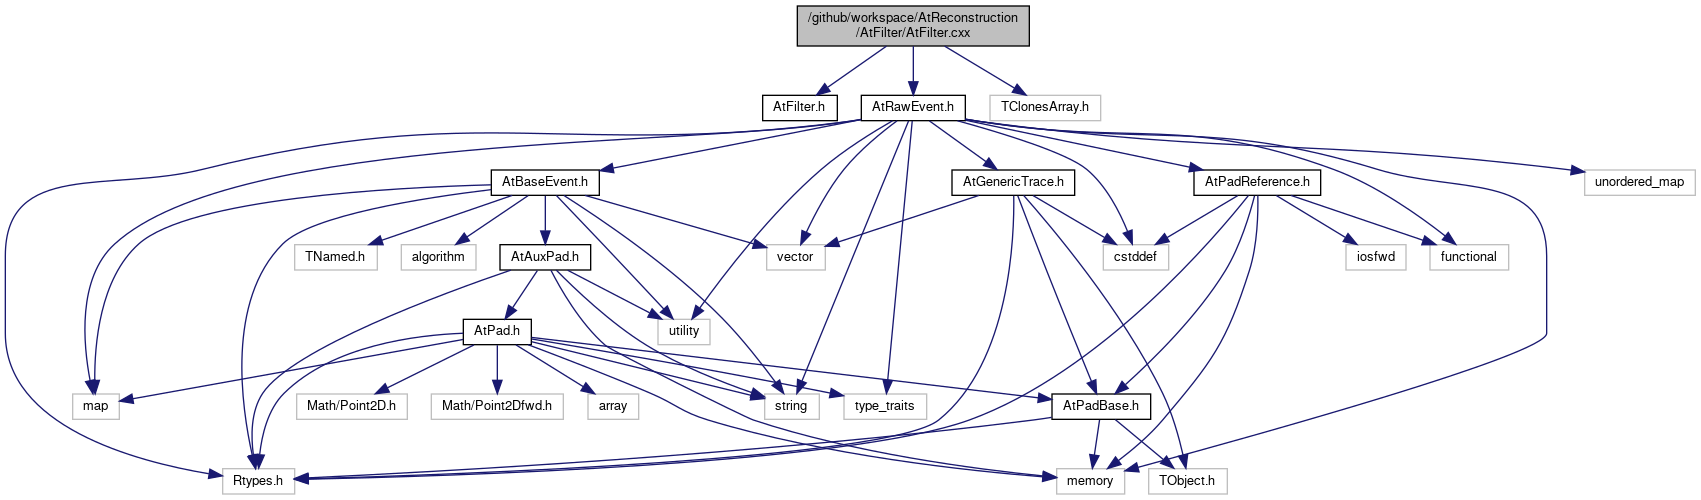 /github/workspace/AtReconstruction
/AtFilter/AtFilter.cxx
AtFilter.h
AtRawEvent.h
TClonesArray.h
AtBaseEvent.h
AtGenericTrace.h
AtPadReference.h
unordered_map
TNamed.h
algorithm
AtAuxPad.h
vector
cstddef
iosfwd
functional
AtPad.h
utility
map
Math/Point2D.h
Math/Point2Dfwd.h
array
string
type_traits
AtPadBase.h
Rtypes.h
memory
TObject.h